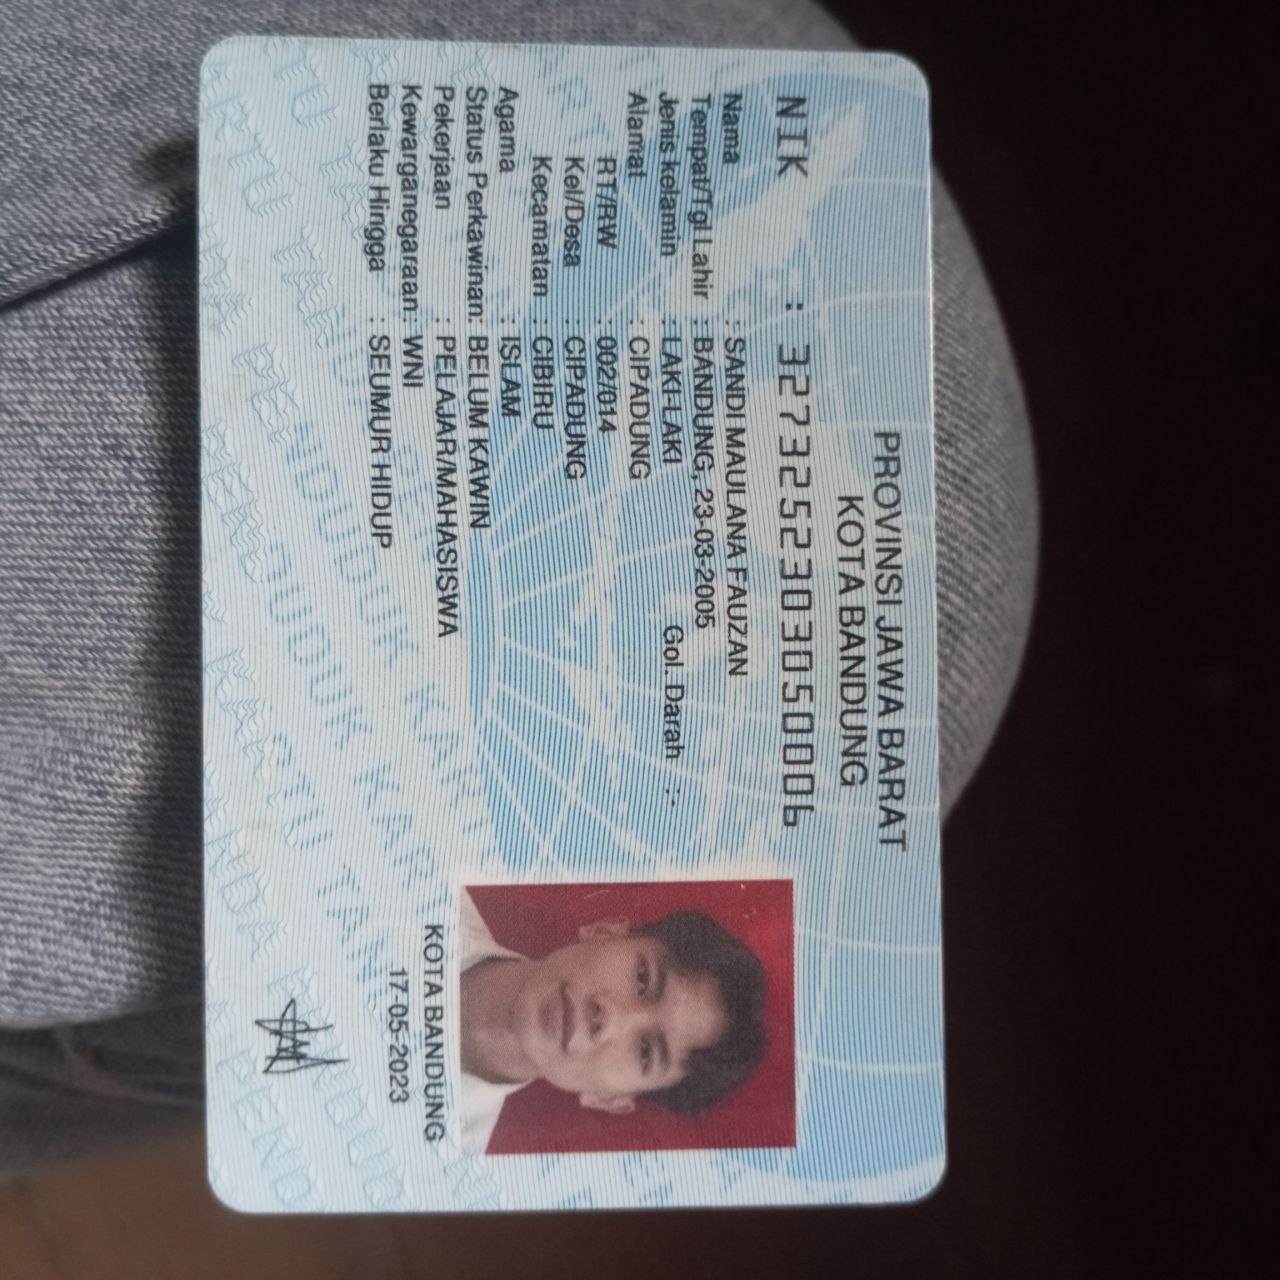 PROVINSI JAWA BARAT
KOTA BANDUNG
NIK : 3273252303050006
Nama : SANDI MAULANA FAUZAN
Tempat/Tgl Lahir : BANDUNG, 23-03-2005
Jenis kelamin : LAKI-LAKI Gol. Darah :-
Alamat : CIPADUNG
RT/RW : 002/014
Kel/Desa : CIPADUNG
Kecamatan : CIBIRU
Agama : ISLAM
Status Perkawinan: BELUM KAWIN
Pekerjaan : PELAJAR/MAHASISWA
Kewarganegaraan: WNI
Berlaku Hingga : SEUMUR HIDUP
KOTA BANDUNG
17-05-2023